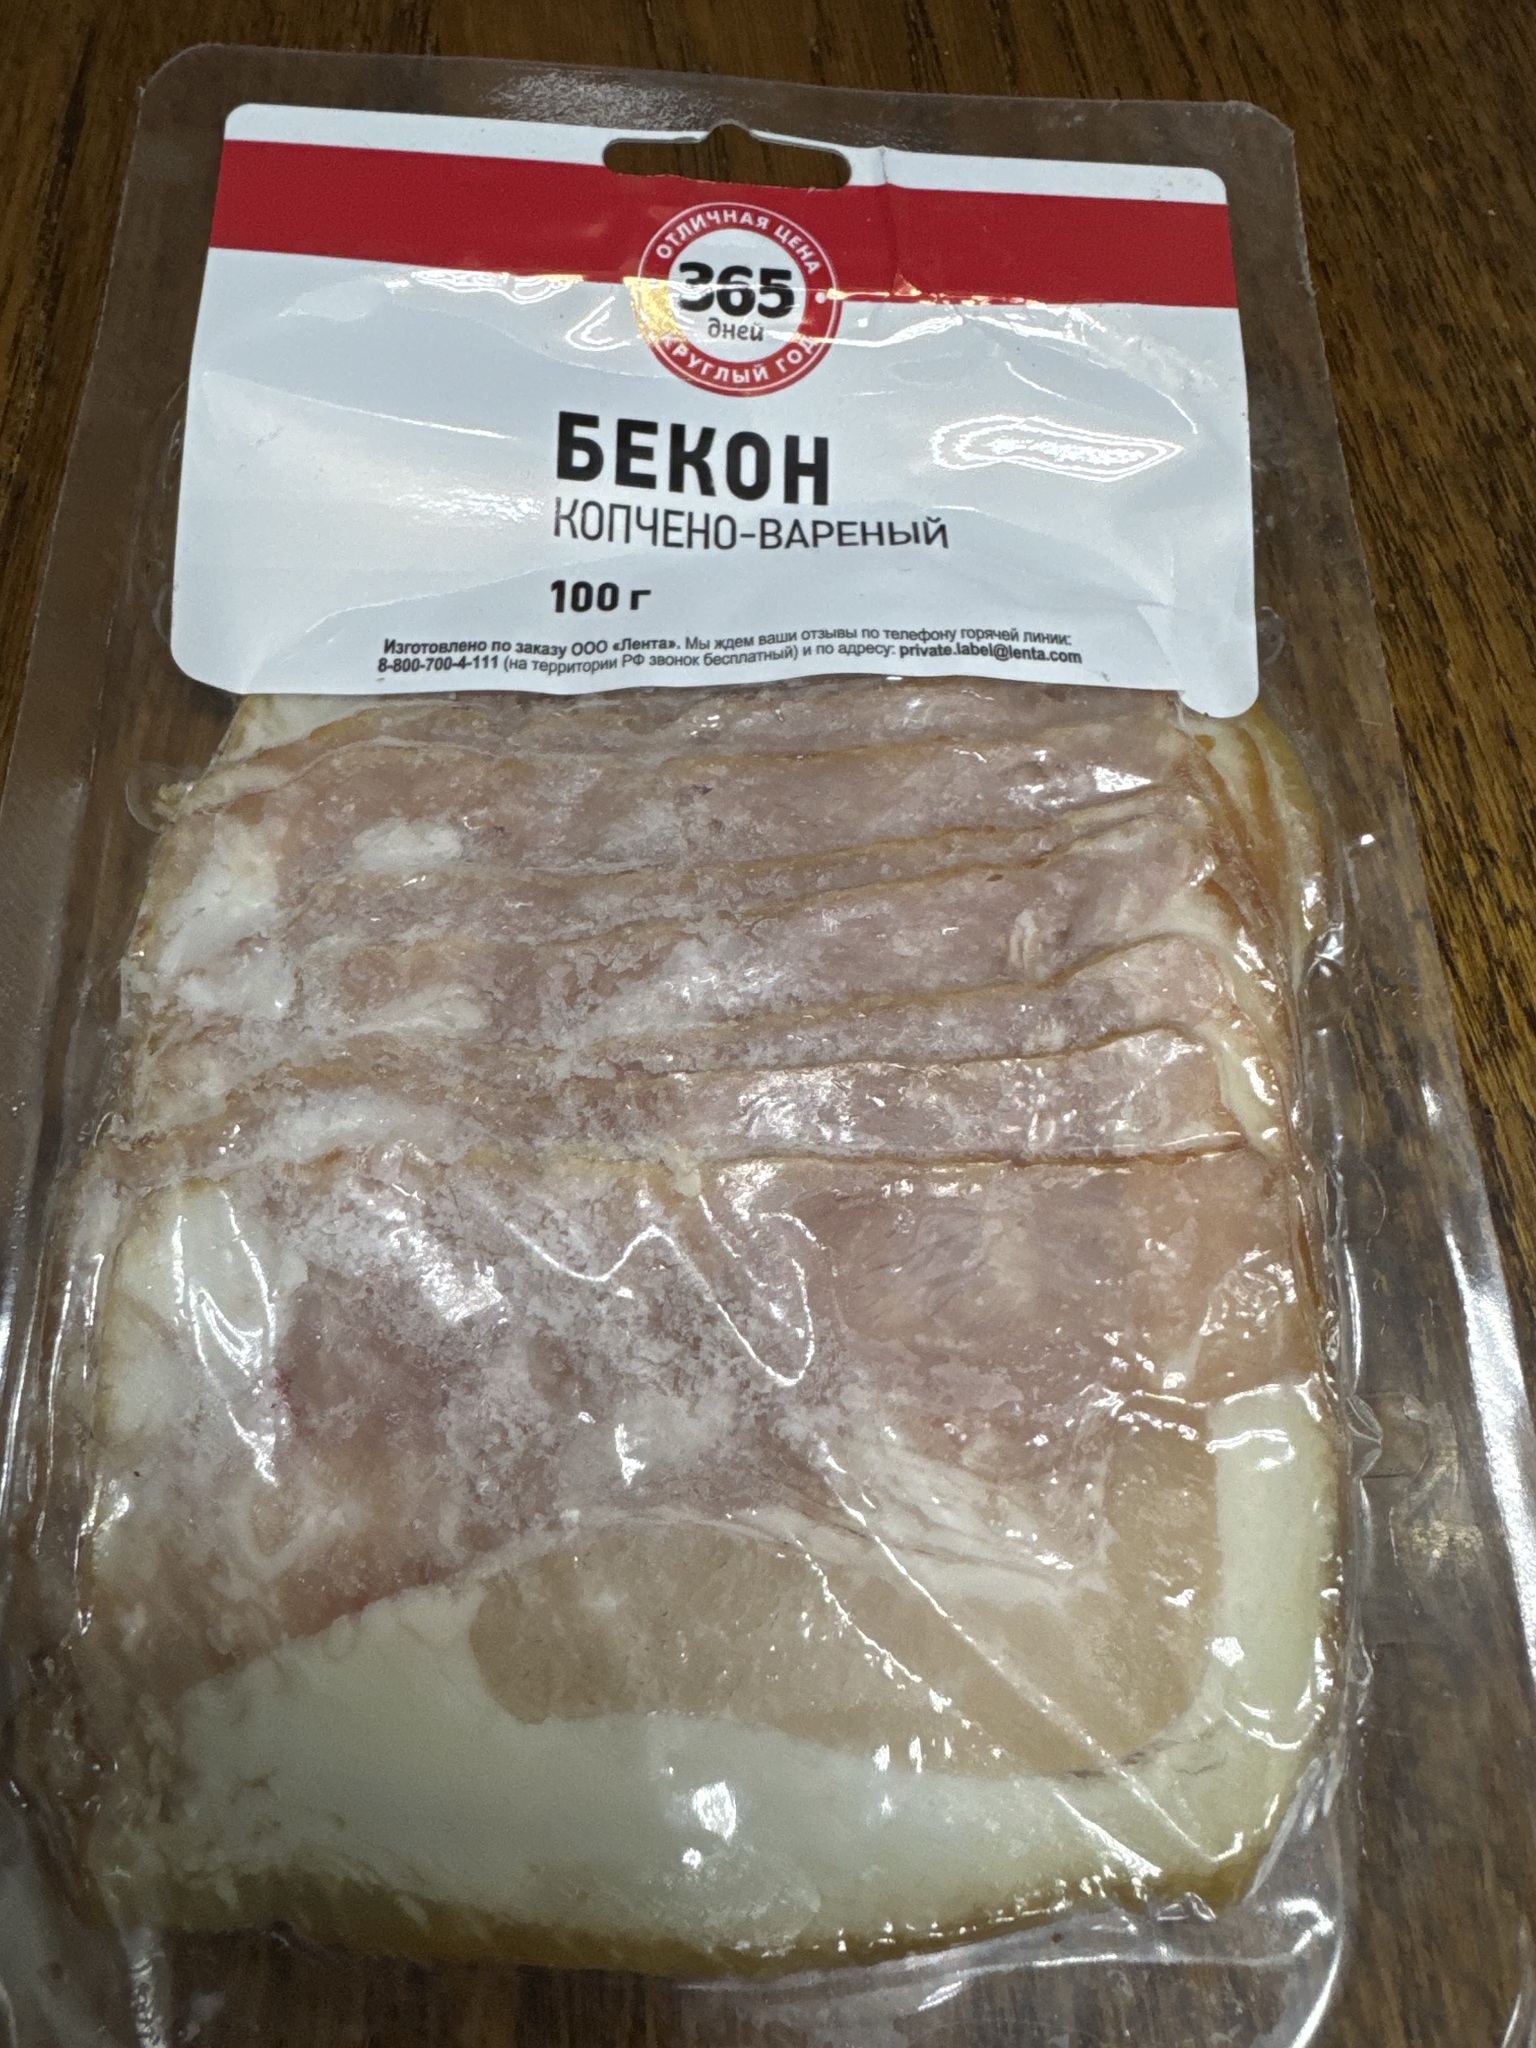 ОТЛИЧНАЯ ЦЕНА
365
дней
КРУГЛЫЙ ГОД
БЕКОН
КОПЧЕНО-ВАРЕНЫЙ
100 г
Изготовлено по заказу ООО «Лента». Мы ждем ваши отзывы по телефону горячей линии:
8-800-700-4-111 (на территории РФ звонок бесплатный) и по адресу: private.label@lenta.com